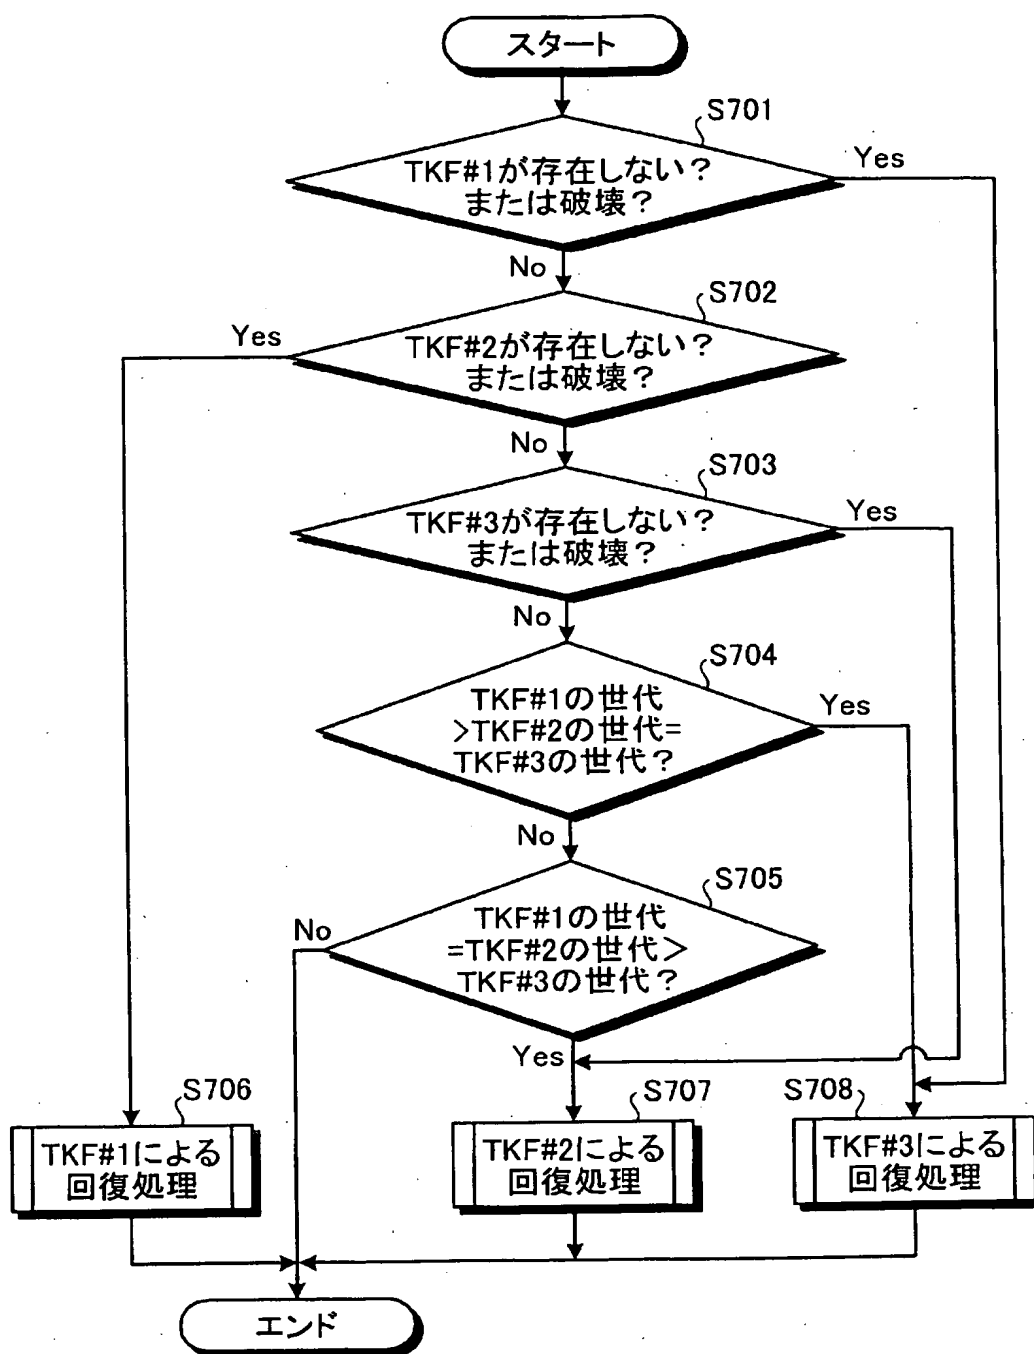 スタート
S701
TKF#1が存在しない?
または破壊?
Yes
No
S702
TKF#2が存在しない?
または破壊?
Yes
No
S703
TKF#3が存在しない?
または破壊?
Yes
No
S704
TKF#1の世代
>TKF#2の世代=
TKF#3の世代?
Yes
No
S705
TKF#1の世代
=TKF#2の世代>
TKF#3の世代?
No
Yes
S706
TKF#1による
回復処理
S707
TKF#2による
回復処理
S708
TKF#3による
回復処理
エンド